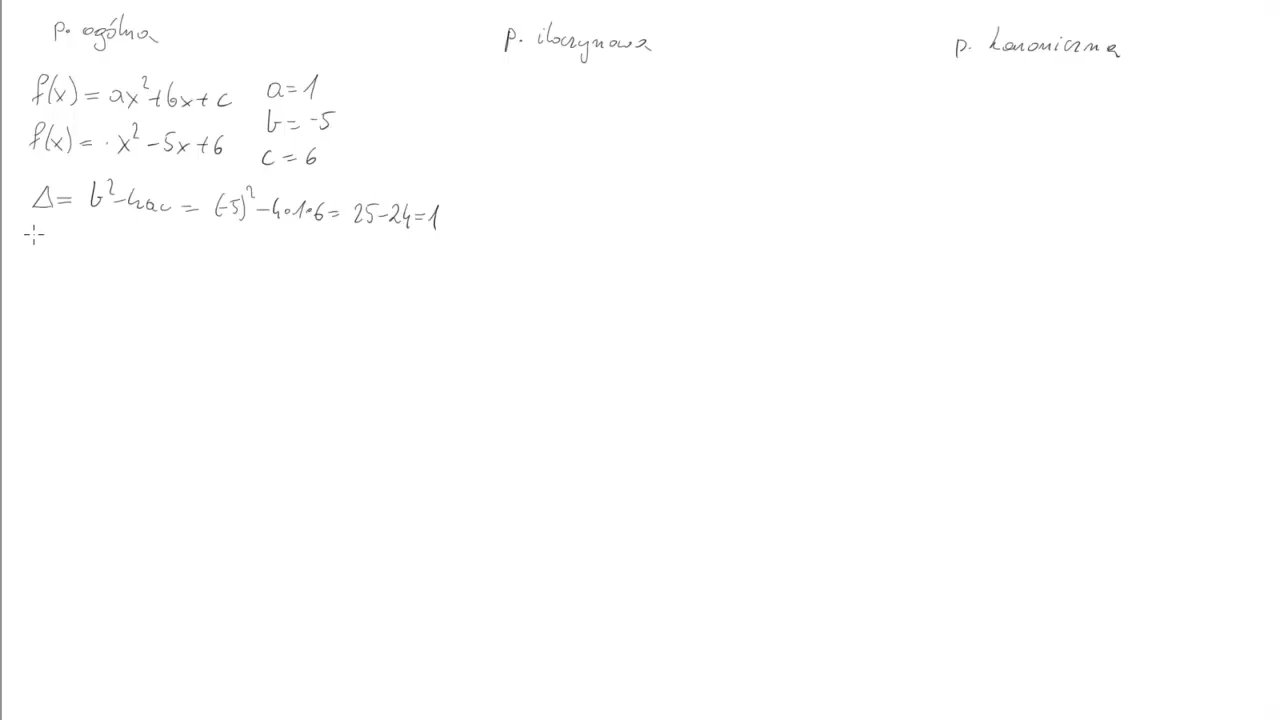 p. ogólna
p. iloczynowa
p. kanoniczna
f(x) = ax²+bx+c
a=1
b = -5
f(x) = x² - 5x + 6
c = 6
Δ = b² - 4ac = (-5)² - 4·1·6 = 25 - 24 = 1